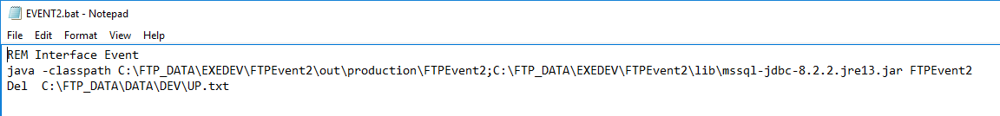 EVENT2.bat - Notepad
File Edit Format View Help
REM Interface Event
java -classpath C:\FTP_DATA\EXEDEV\FTPEvent2\out\production\FTPEvent2;C:\FTP_DATA\EXEDEV\FTPEvent2\lib\mssql-jdbc-8.2.2.jre13.jar FTPEvent2
Del  C:\FTP_DATA\DATA\DEV\UP.txt